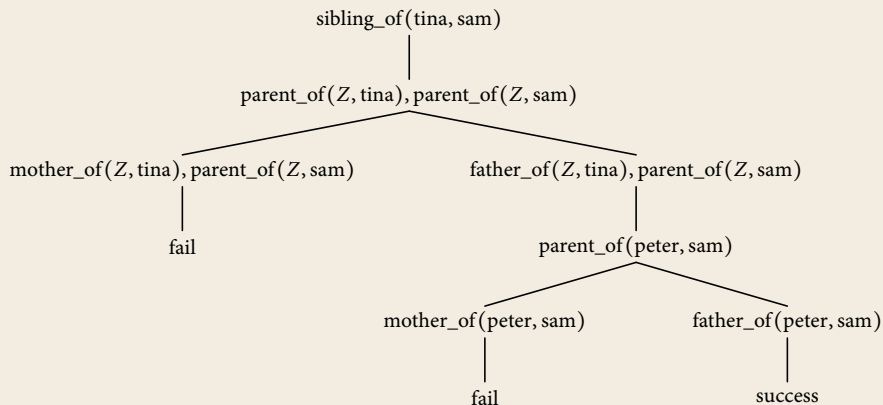 sibling_of(tina, sam)
parent_of(Z, tina), parent_of(Z, sam)
mother_of(Z, tina), parent_of(Z, sam)
father_of(Z, tina), parent_of(Z, sam)
fail
parent_of(peter, sam)
mother_of(peter, sam)
father_of(peter, sam)
fail
success